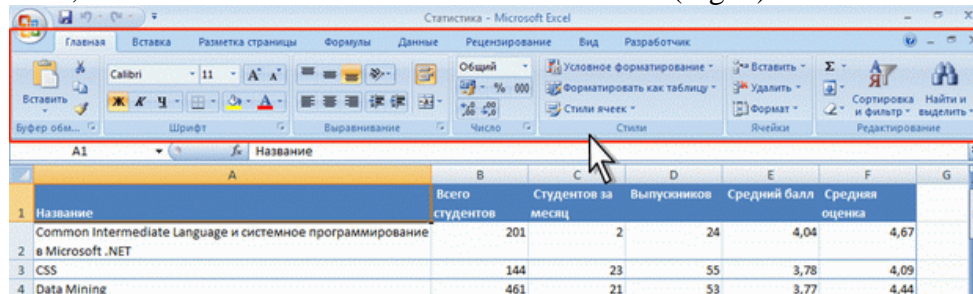 Статистика - Microsoft Excel
Главная Вставка Разметка страницы Формулы Данные Рецензирование Вид Разработчик
Вставить Calibri 11 А А Общий Условное форматирование Вставить Σ
Ж К Ч % 000 Форматировать как таблицу Удалить Сортировка и фильтр Найти и выделить
Стили ячеек Формат
Буфер обм... Шрифт Выравнивание Число Стили Ячейки Редактирование
A1 fx Название
A B C D E F G
1 Название Всего студентов Студентов за месяц Выпускников Средний балл Средняя оценка
2 Common Intermediate Language и системное программирование в Microsoft .NET 201 2 24 4,04 4,67
3 CSS 144 23 55 3,78 4,09
4 Data Mining 461 21 53 3,77 4,44